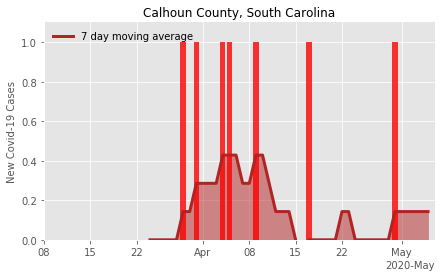 Calhoun County, South Carolina
7 day moving average
New Covid-19 Cases
1.0
0.8
0.6
0.4
0.2
0.0
08 15 22 Apr 08 15 22 May
2020-May